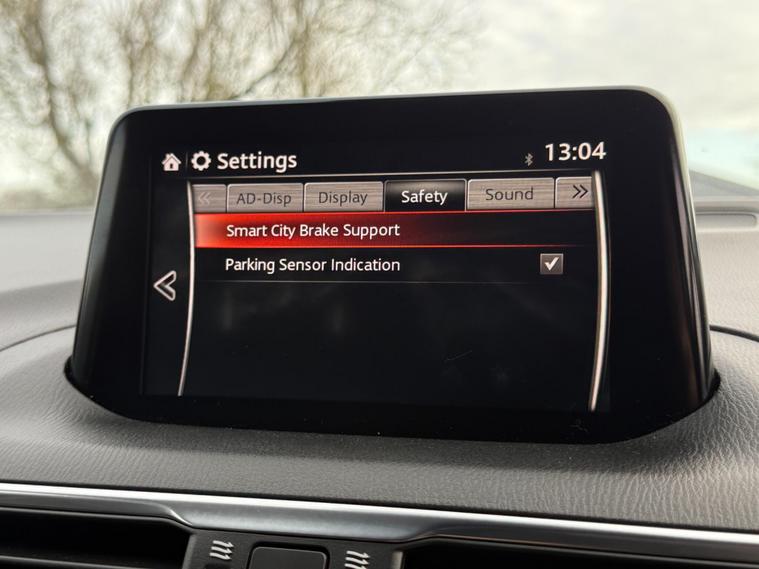 Settings
13:04
AD-Disp Display Safety Sound
Smart City Brake Support
Parking Sensor Indication